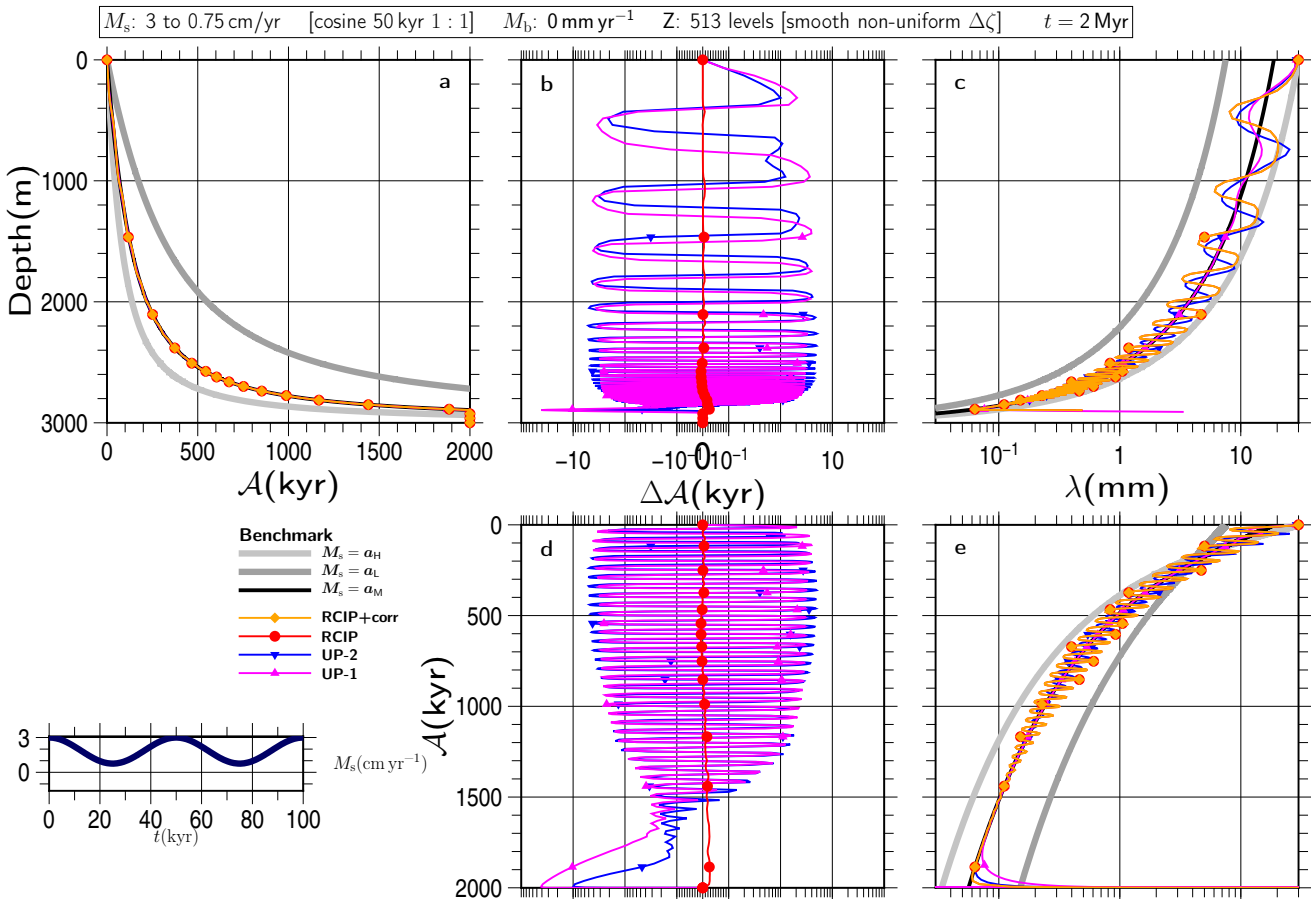 Mₛ: 3 to 0.75 cm/yr [cosine 50 kyr 1 : 1] M_b: 0 mm yr⁻¹ Z: 513 levels [smooth non-uniform Δζ] t = 2 Myr
0
1000
2000
3000
Depth(m)
a
0 500 1000 1500 2000
𝒜(kyr)
b
−10 −10⁻¹ 0 10⁻¹ 10
Δ𝒜(kyr)
c
10⁻¹ 1 10
λ(mm)
Benchmark
Mₛ = a_H
Mₛ = a_L
Mₛ = a_M
RCIP+corr
RCIP
UP-2
UP-1
3
0
Mₛ(cm yr⁻¹)
0 20 40 60 80 100
t(kyr)
0
500
1000
1500
2000
𝒜(kyr)
d
e